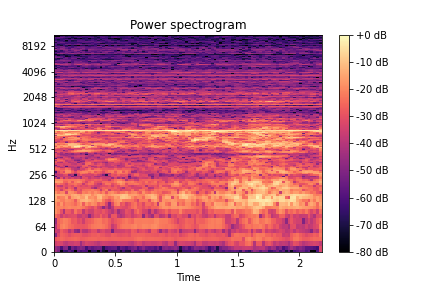 Power spectrogram
8192
4096
2048
1024
512
256
128
64
0
Hz
0
0.5
1
1.5
2
Time
+0 dB
-10 dB
-20 dB
-30 dB
-40 dB
-50 dB
-60 dB
-70 dB
-80 dB